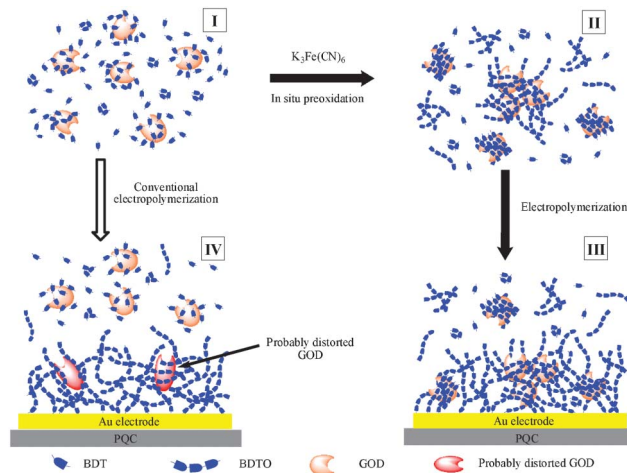 I
K3Fe(CN)6
In situ preoxidation
II
Conventional
electropolymerization
Electropolymerization
IV
III
Probably distorted
GOD
Au electrode
PQC
Au electrode
PQC
BDT
BDTO
GOD
Probably distorted GOD